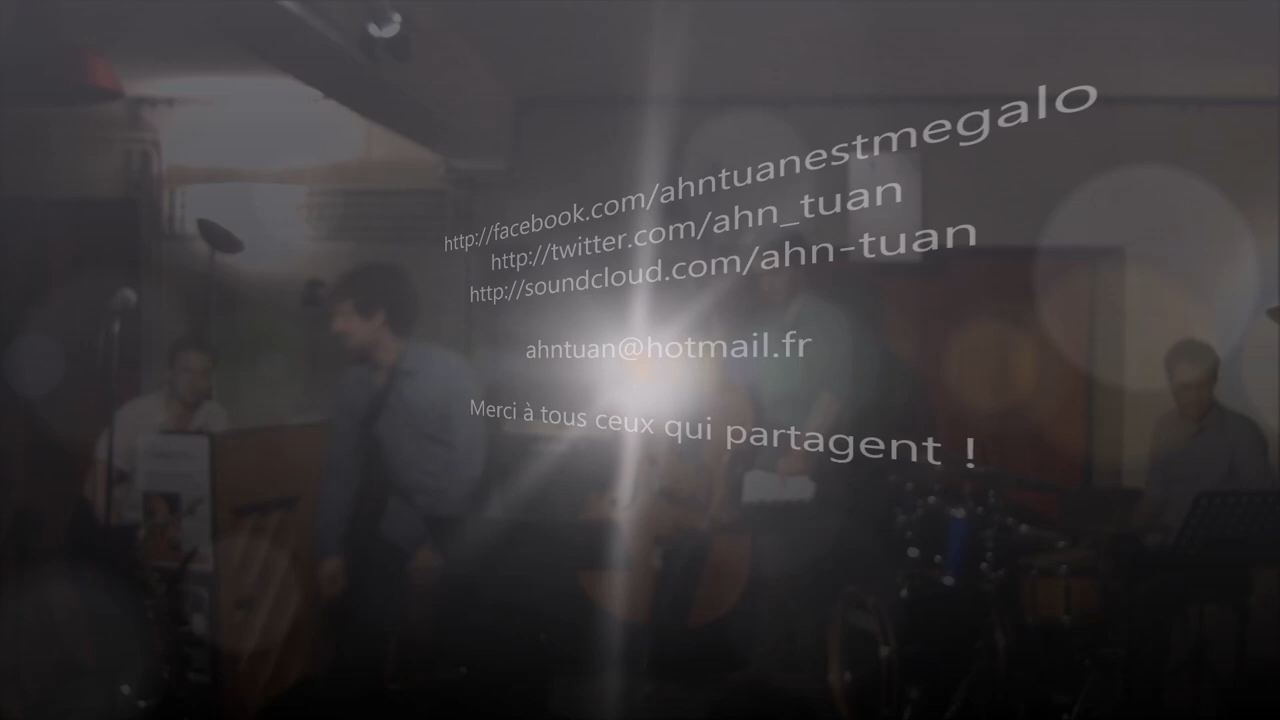 http://facebook.com/ahntuanestmegalo
http://twitter.com/ahn_tuan
http://soundcloud.com/ahn-tuan
ahntuan@hotmail.fr
Merci à tous ceux qui partagent !